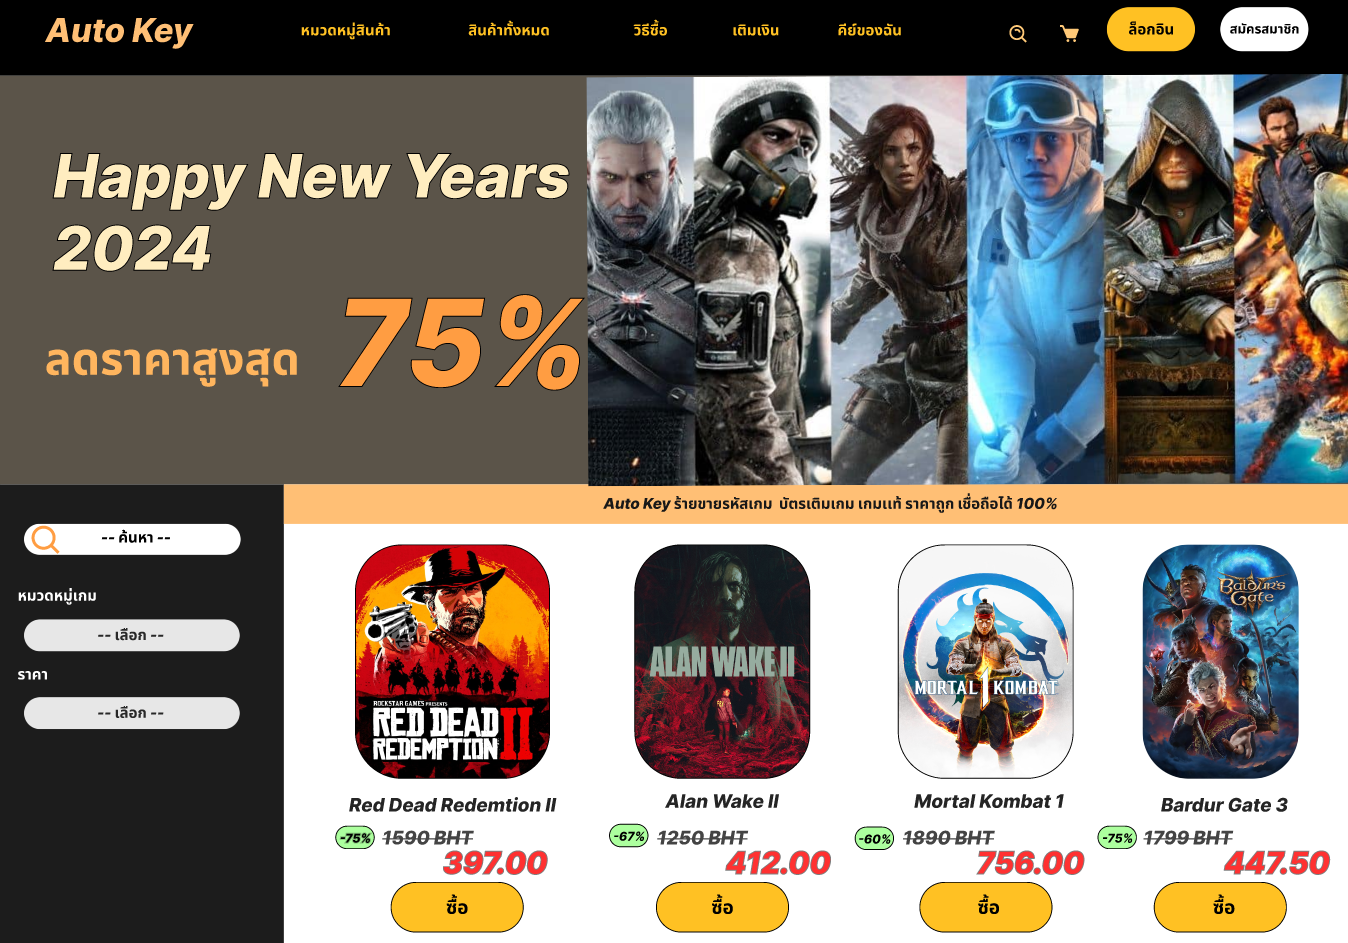 Auto Key
หมวดหมู่สินค้า สินค้าทั้งหมด วิธีซื้อ เติมเงิน คีย์ของฉัน ล็อกอิน สมัครสมาชิก
Happy New Years
2024
ลดราคาสูงสุด 75%
Auto Key ร้ายขายรหัสเกม บัตรเติมเกม เกมแท้ ราคาถูก เชื่อถือได้ 100%
-- ค้นหา --
หมวดหมู่เกม
-- เลือก --
ราคา
-- เลือก --
ROCKSTAR GAMES PRESENTS
RED DEAD
REDEMPTION II
ALAN WAKE II
MORTAL KOMBAT 1
BALDUR'S
GATE
Red Dead Redemtion II
-75% 1590 BHT
397.00
ซื้อ
Alan Wake II
-67% 1250 BHT
412.00
ซื้อ
Mortal Kombat 1
-60% 1890 BHT
756.00
ซื้อ
Bardur Gate 3
-75% 1799 BHT
447.50
ซื้อ